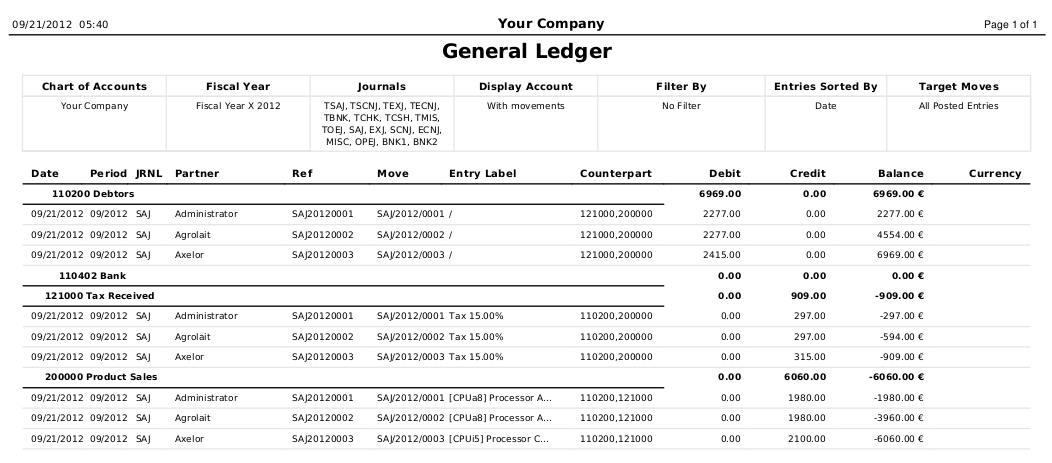 09/21/2012 05:40 Your Company Page 1 of 1
General Ledger
Chart of Accounts Fiscal Year Journals Display Account Filter By Entries Sorted By Target Moves
Your Company Fiscal Year X 2012 TSAJ, TSCNJ, TEXJ, TECNJ, With movements No Filter Date All Posted Entries
TBNK, TCHK, TCSH, TMIS,
TOEJ, SAJ, EXJ, SCNJ, ECNJ,
MISC, OPEJ, BNK1, BNK2
Date Period JRNL Partner Ref Move Entry Label Counterpart Debit Credit Balance Currency
110200 Debtors 6969.00 0.00 6969.00 €
09/21/2012 09/2012 SAJ Administrator SAJ20120001 SAJ/2012/0001 / 121000,200000 2277.00 0.00 2277.00 €
09/21/2012 09/2012 SAJ Agrolait SAJ20120002 SAJ/2012/0002 / 121000,200000 2277.00 0.00 4554.00 €
09/21/2012 09/2012 SAJ Axelor SAJ20120003 SAJ/2012/0003 / 121000,200000 2415.00 0.00 6969.00 €
110402 Bank 0.00 0.00 0.00 €
121000 Tax Received 0.00 909.00 -909.00 €
09/21/2012 09/2012 SAJ Administrator SAJ20120001 SAJ/2012/0001 Tax 15.00% 110200,200000 0.00 297.00 -297.00 €
09/21/2012 09/2012 SAJ Agrolait SAJ20120002 SAJ/2012/0002 Tax 15.00% 110200,200000 0.00 297.00 -594.00 €
09/21/2012 09/2012 SAJ Axelor SAJ20120003 SAJ/2012/0003 Tax 15.00% 110200,200000 0.00 315.00 -909.00 €
200000 Product Sales 0.00 6060.00 -6060.00 €
09/21/2012 09/2012 SAJ Administrator SAJ20120001 SAJ/2012/0001 [CPUa8] Processor A... 110200,121000 0.00 1980.00 -1980.00 €
09/21/2012 09/2012 SAJ Agrolait SAJ20120002 SAJ/2012/0002 [CPUa8] Processor A... 110200,121000 0.00 1980.00 -3960.00 €
09/21/2012 09/2012 SAJ Axelor SAJ20120003 SAJ/2012/0003 [CPUi5] Processor C... 110200,121000 0.00 2100.00 -6060.00 €